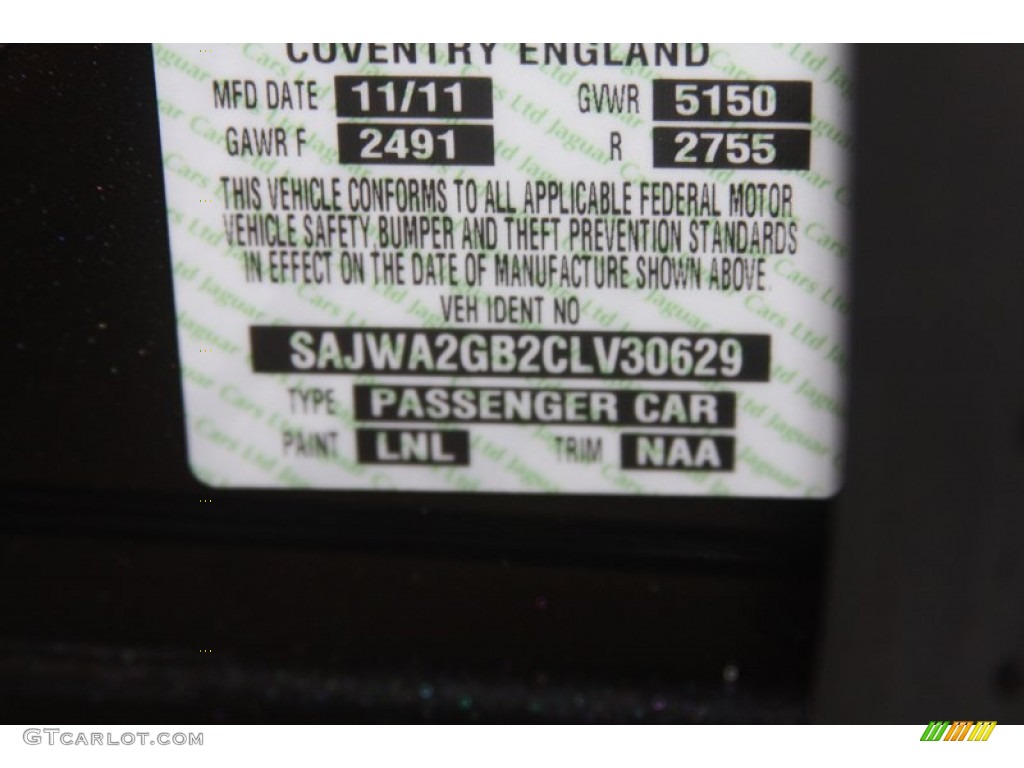 COVENTRY ENGLAND
MFD DATE 11/11 GVWR 5150
GAWR F 2491 R 2755
THIS VEHICLE CONFORMS TO ALL APPLICABLE FEDERAL MOTOR
VEHICLE SAFETY, BUMPER AND THEFT PREVENTION STANDARDS
IN EFFECT ON THE DATE OF MANUFACTURE SHOWN ABOVE.
VEH IDENT NO
SAJWA2GB2CLV30629
TYPE PASSENGER CAR
PAINT LNL TRIM NAA
GTCARLOT.COM